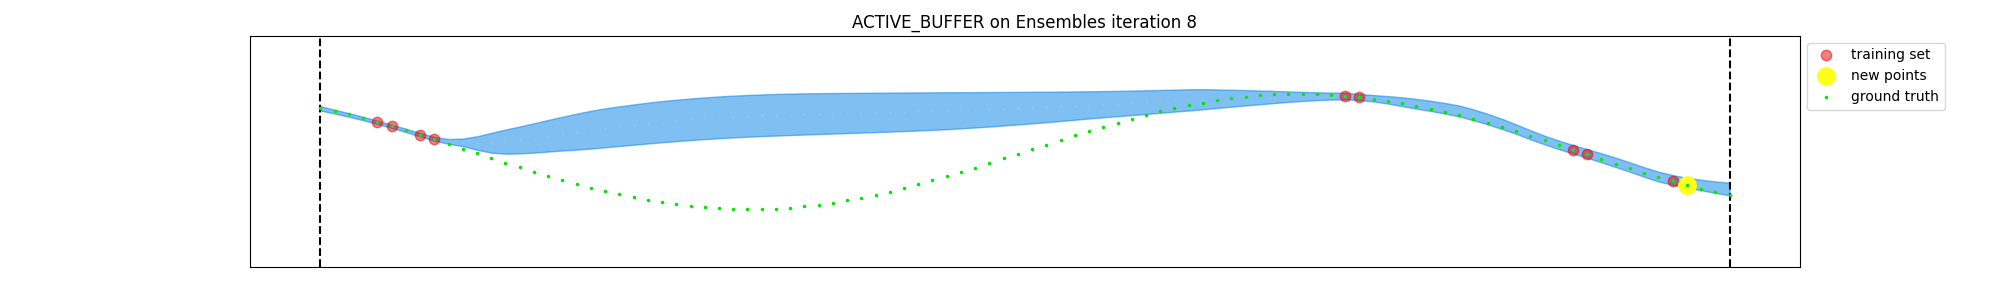 ACTIVE_BUFFER on Ensembles iteration 8
training set
new points
ground truth